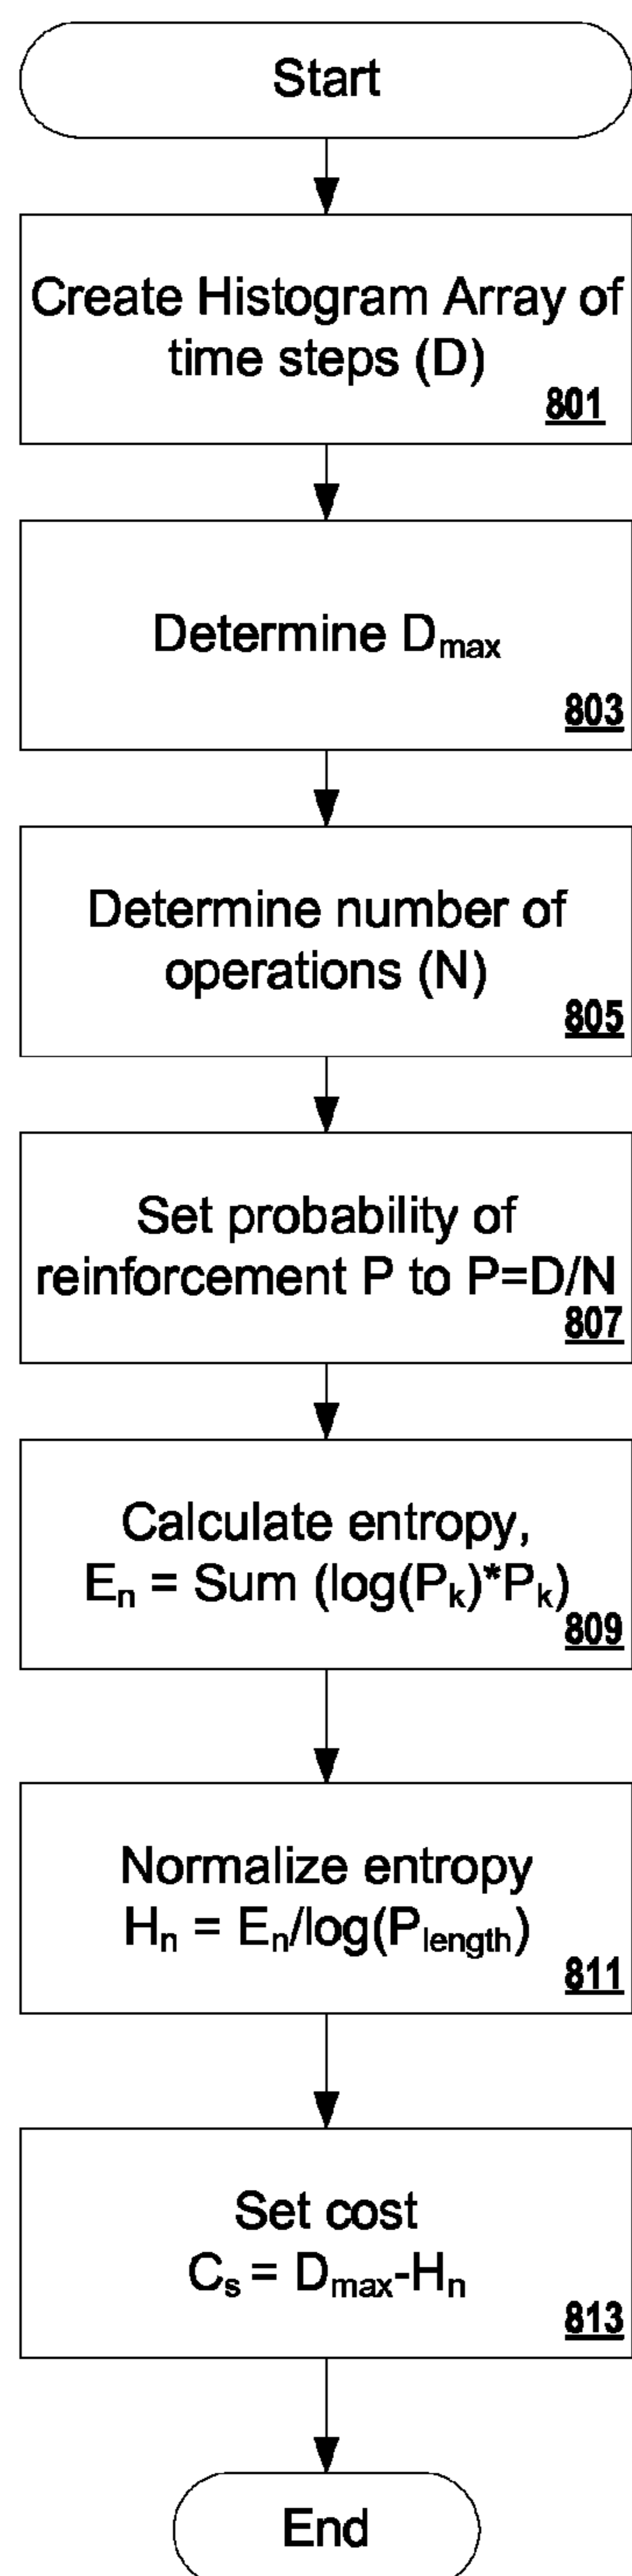 Start
Create Histogram Array of
time steps (D)
801
Determine Dmax
803
Determine number of
operations (N)
805
Set probability of
reinforcement P to P=D/N
807
Calculate entropy,
En = Sum (log(Pk)*Pk)
809
Normalize entropy
Hn = En/log(Plength)
811
Set cost
Cs = Dmax-Hn
813
End